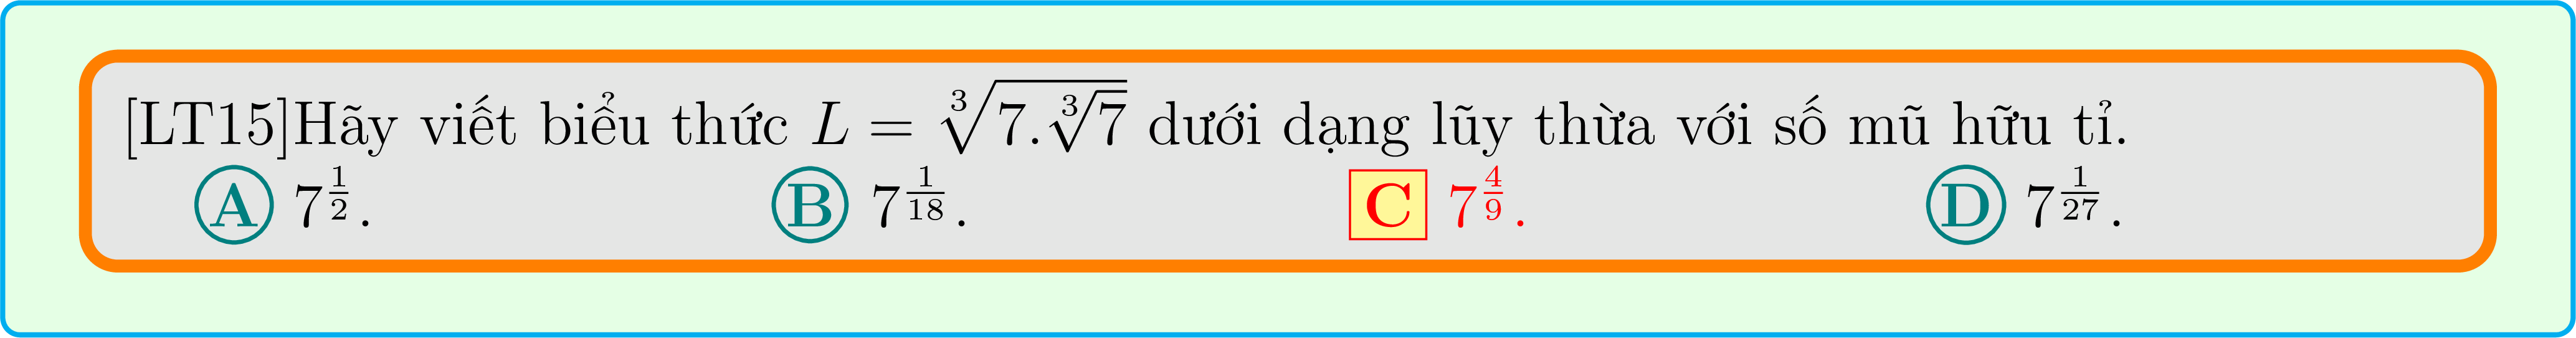 [LT15]Hãy viết biểu thức $L = \sqrt[3]{7.\sqrt[3]{7}}$ dưới dạng lũy thừa với số mũ hữu tỉ.
A $7^{\frac{1}{2}}$. B $7^{\frac{1}{18}}$. C $7^{\frac{4}{9}}$. D $7^{\frac{1}{27}}$.